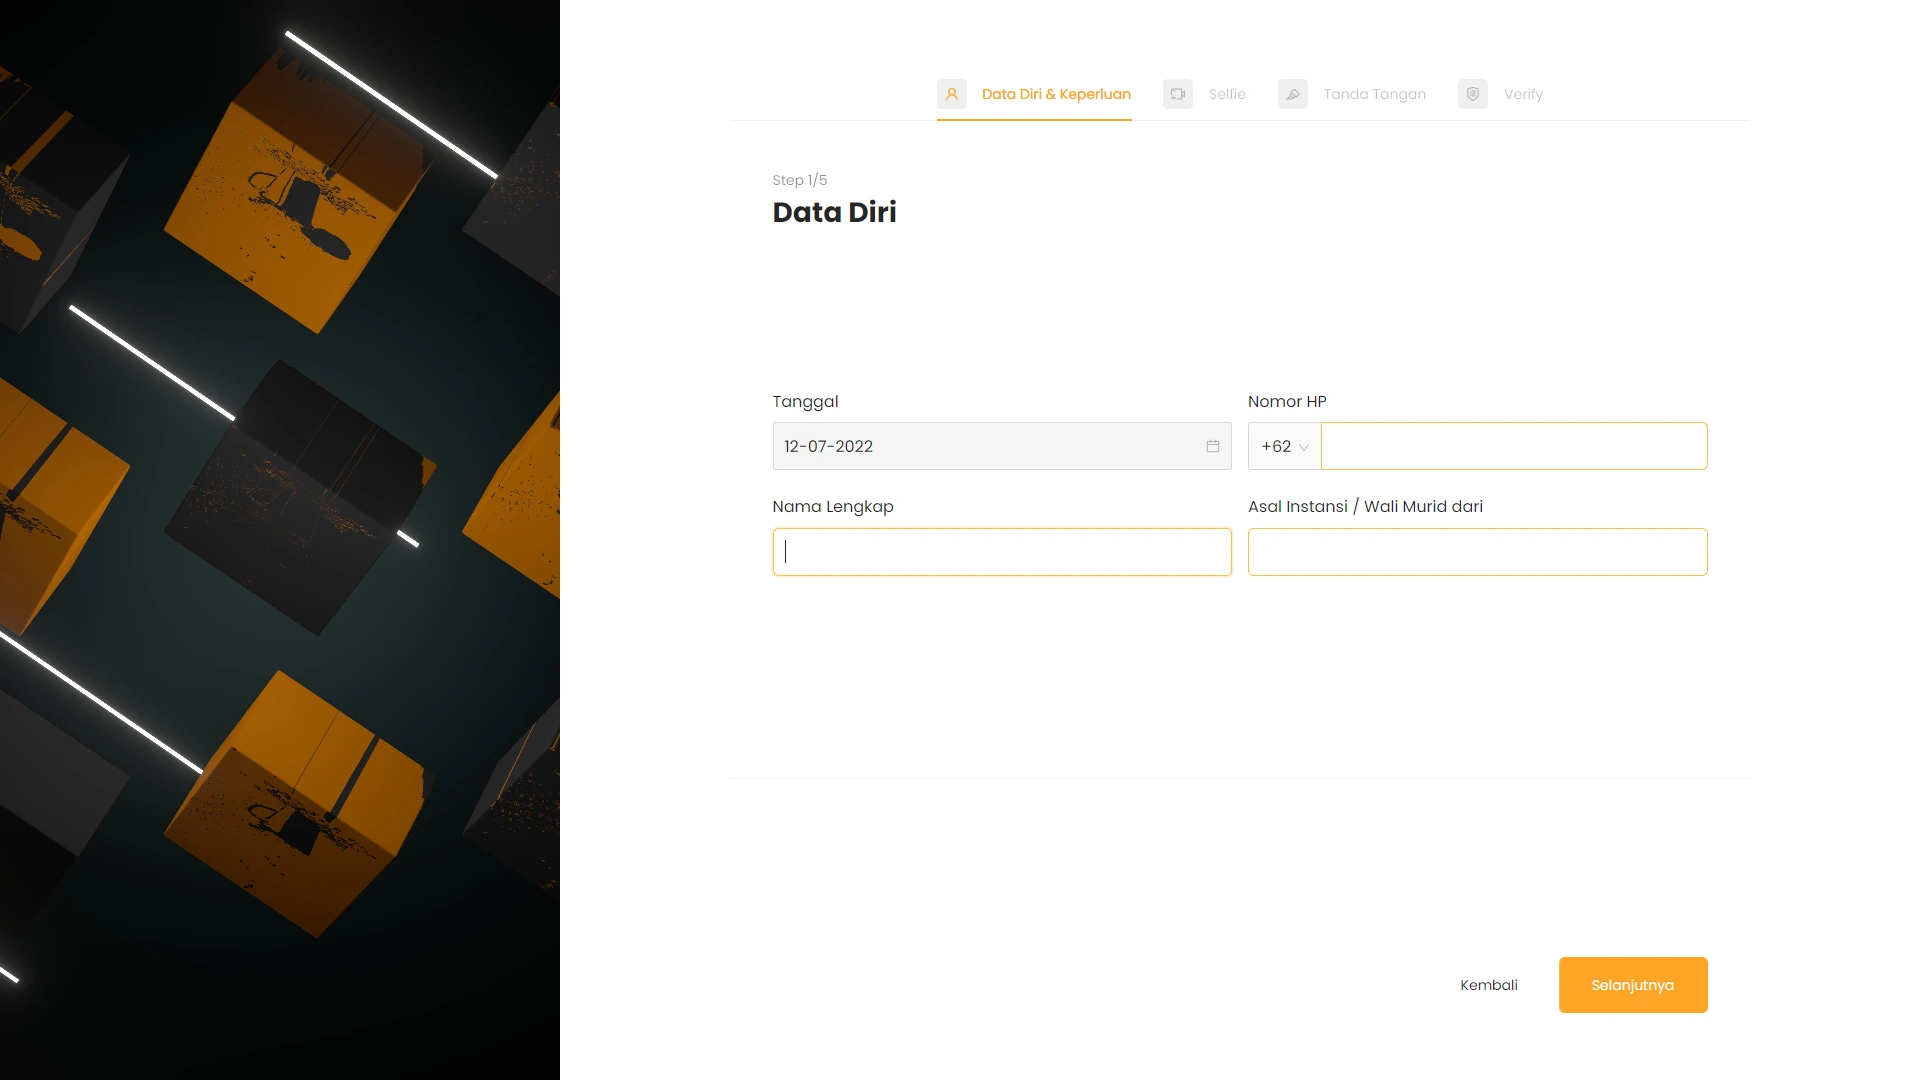 Data Diri & Keperluan
Selfie
Tanda Tangan
Verify
Step 1/5
Data Diri
Tanggal
Nomor HP
12-07-2022
+62
Nama Lengkap
Asal Instansi / Wali Murid dari
Kembali
Selanjutnya